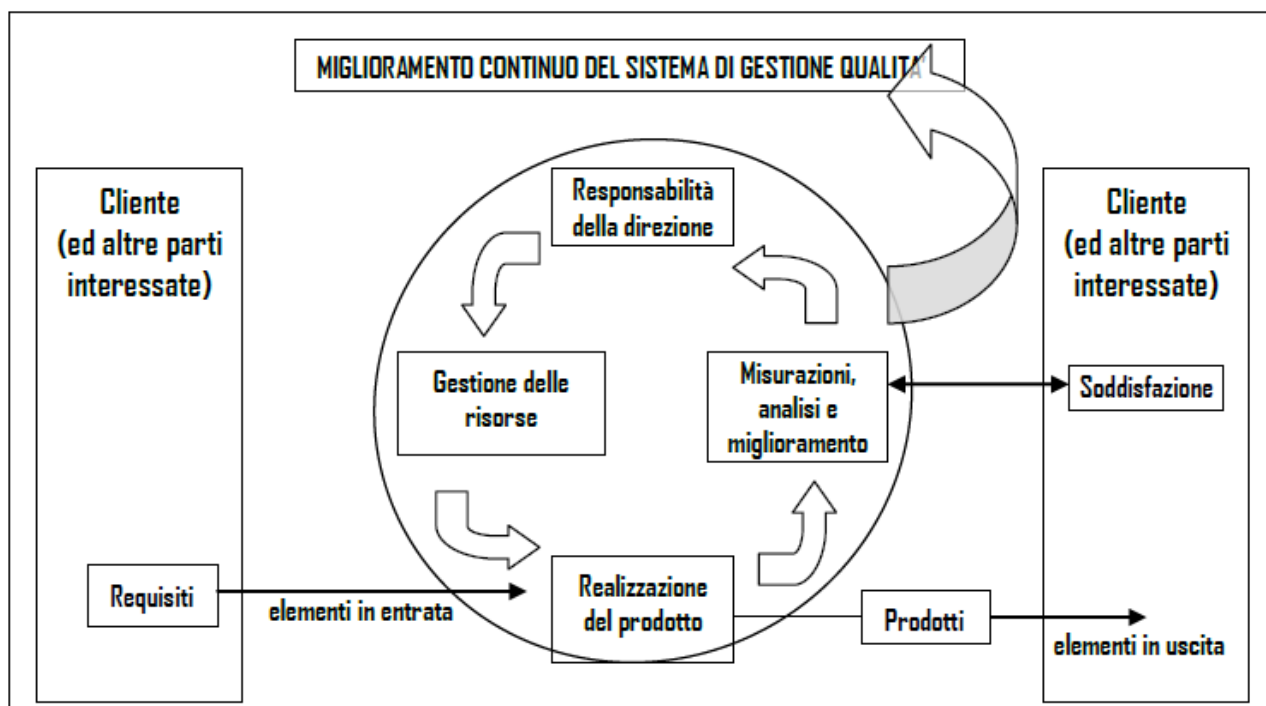 MIGLIORAMENTO CONTINUO DEL SISTEMA DI GESTIONE QUALITA'
Cliente
(ed altre parti
interessate)
Responsabilità
della direzione
Cliente
(ed altre parti
interessate)
Gestione delle
risorse
Misurazioni,
analisi e
miglioramento
Soddisfazione
Requisiti
elementi in entrata
Realizzazione
del prodotto
Prodotti
elementi in uscita